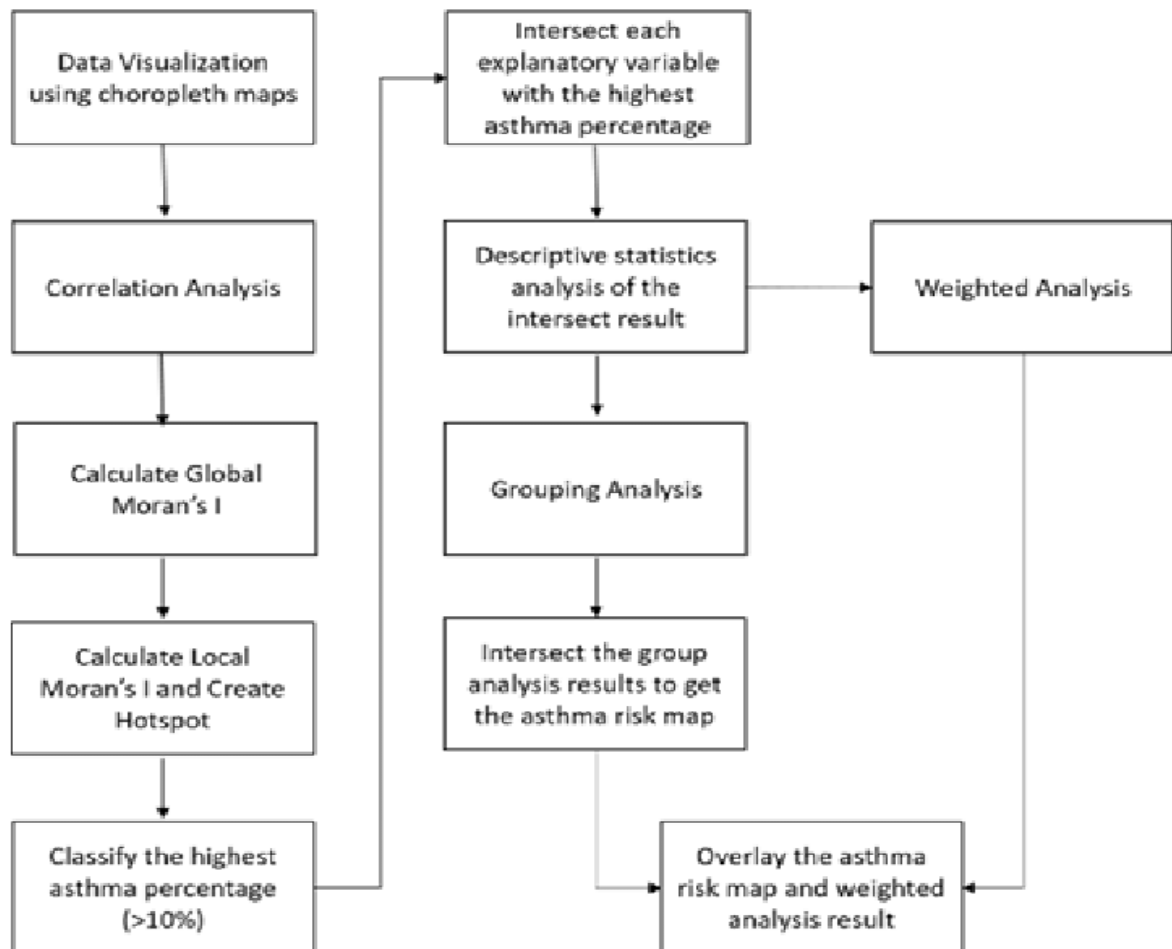 Data Visualization
using choropleth maps
Correlation Analysis
Calculate Global
Moran's I
Calculate Local
Moran's I and Create
Hotspot
Classify the highest
asthma percentage
(>10%)
Intersect each
explanatory variable
with the highest
asthma percentage
Descriptive statistics
analysis of the
intersect result
Grouping Analysis
Intersect the group
analysis results to get
the asthma risk map
Weighted Analysis
Overlay the asthma
risk map and weighted
analysis result